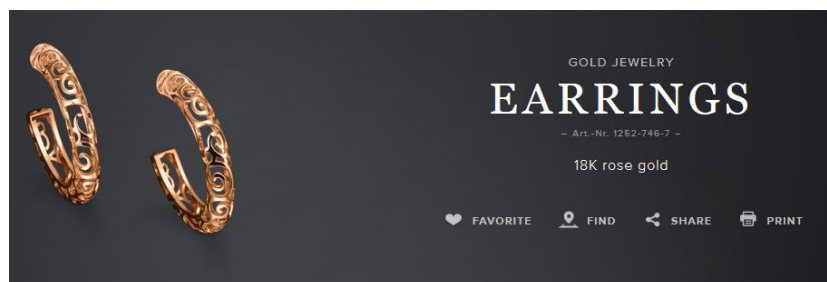 GOLD JEWELRY
EARRINGS
– Art.-Nr. 1252-746-7 –
18K rose gold
FAVORITE FIND SHARE PRINT